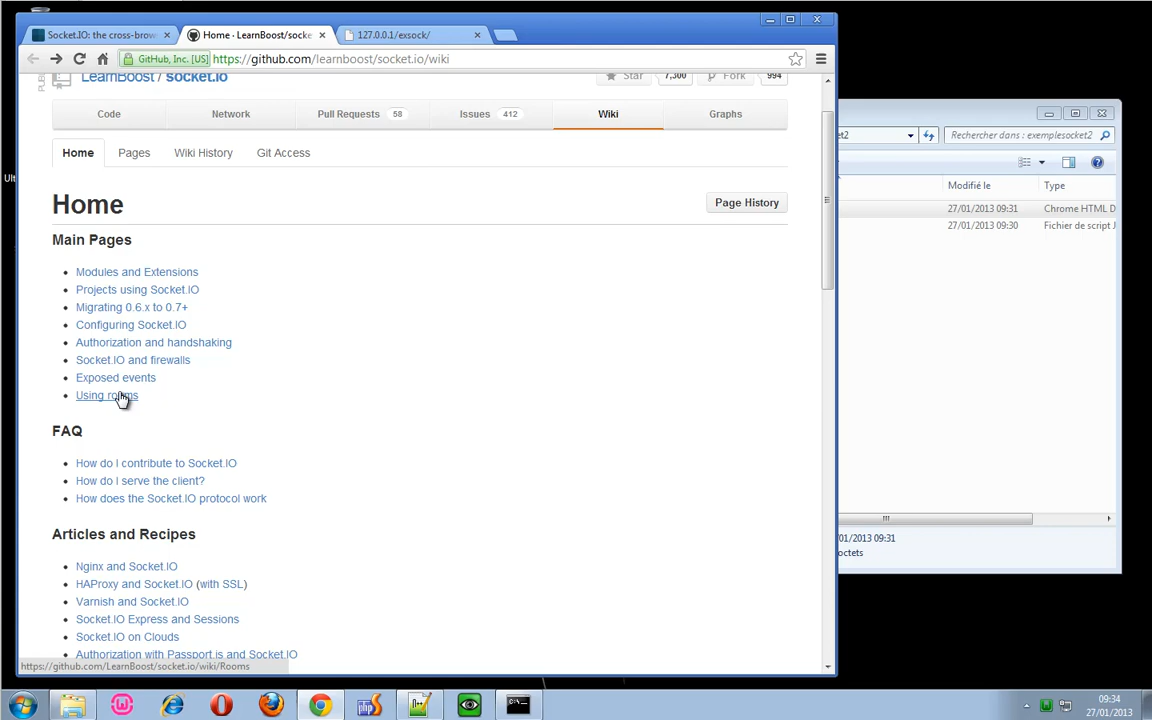 Socket.IO: the cross-brow
Home · LearnBoost/socke
127.0.0.1/exsock/
GitHub, Inc. [US]
https://github.com/learnboost/socket.io/wiki
LearnBoost / socket.io
Star 7,300
Fork 994
Code
Network
Pull Requests 58
Issues 412
Wiki
Graphs
Home
Pages
Wiki History
Git Access
Home
Page History
Main Pages
Modules and Extensions
Projects using Socket.IO
Migrating 0.6.x to 0.7+
Configuring Socket.IO
Authorization and handshaking
Socket.IO and firewalls
Exposed events
Using rooms
FAQ
How do I contribute to Socket.IO
How do I serve the client?
How does the Socket.IO protocol work
Articles and Recipes
Nginx and Socket.IO
HAProxy and Socket.IO (with SSL)
Varnish and Socket.IO
Socket.IO Express and Sessions
Socket.IO on Clouds
Authorization with Passport.js and Socket.IO
https://github.com/LearnBoost/socket.io/wiki/Rooms
Ult
et2
Rechercher dans : exemplesocket2
Modifié le
Type
27/01/2013 09:31
Chrome HTML D
27/01/2013 09:30
Fichier de script J
01/2013 09:31
octets
php
09:34
27/01/2013